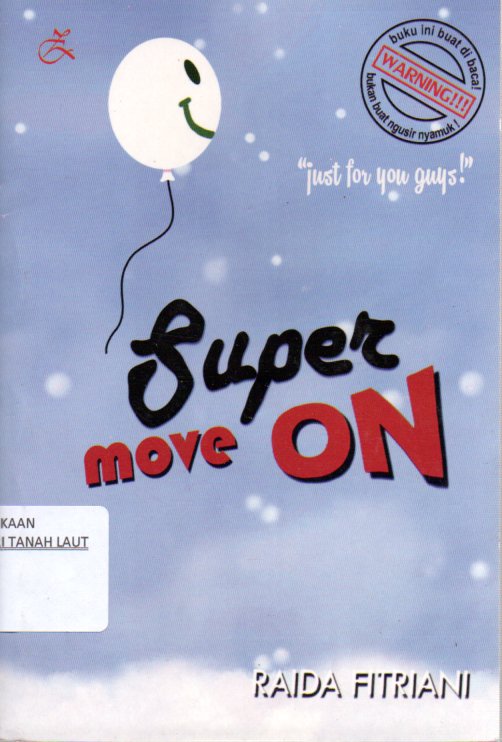 buku ini buat di baca!
WARNING!!!
bukan buat ngusir nyamuk!
"just for you guys!"
Super
move ON
KAAN
I TANAH LAUT
RAIDA FITRIANI